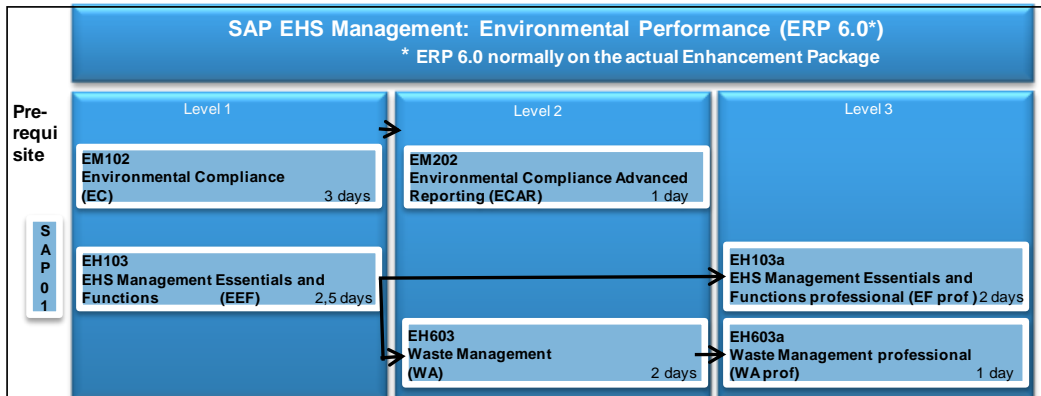 SAP EHS Management: Environmental Performance (ERP 6.0*)
* ERP 6.0 normally on the actual Enhancement Package
Pre-
requi
site
Level 1
Level 2
Level 3
EM102
Environmental Compliance
(EC) 3 days
EM202
Environmental Compliance Advanced
Reporting (ECAR) 1 day
S
A
P
0
1
EH103
EHS Management Essentials and
Functions (EEF) 2,5 days
EH103a
EHS Management Essentials and
Functions professional (EF prof ) 2 days
EH603
Waste Management
(WA) 2 days
EH603a
Waste Management professional
(WA prof) 1 day